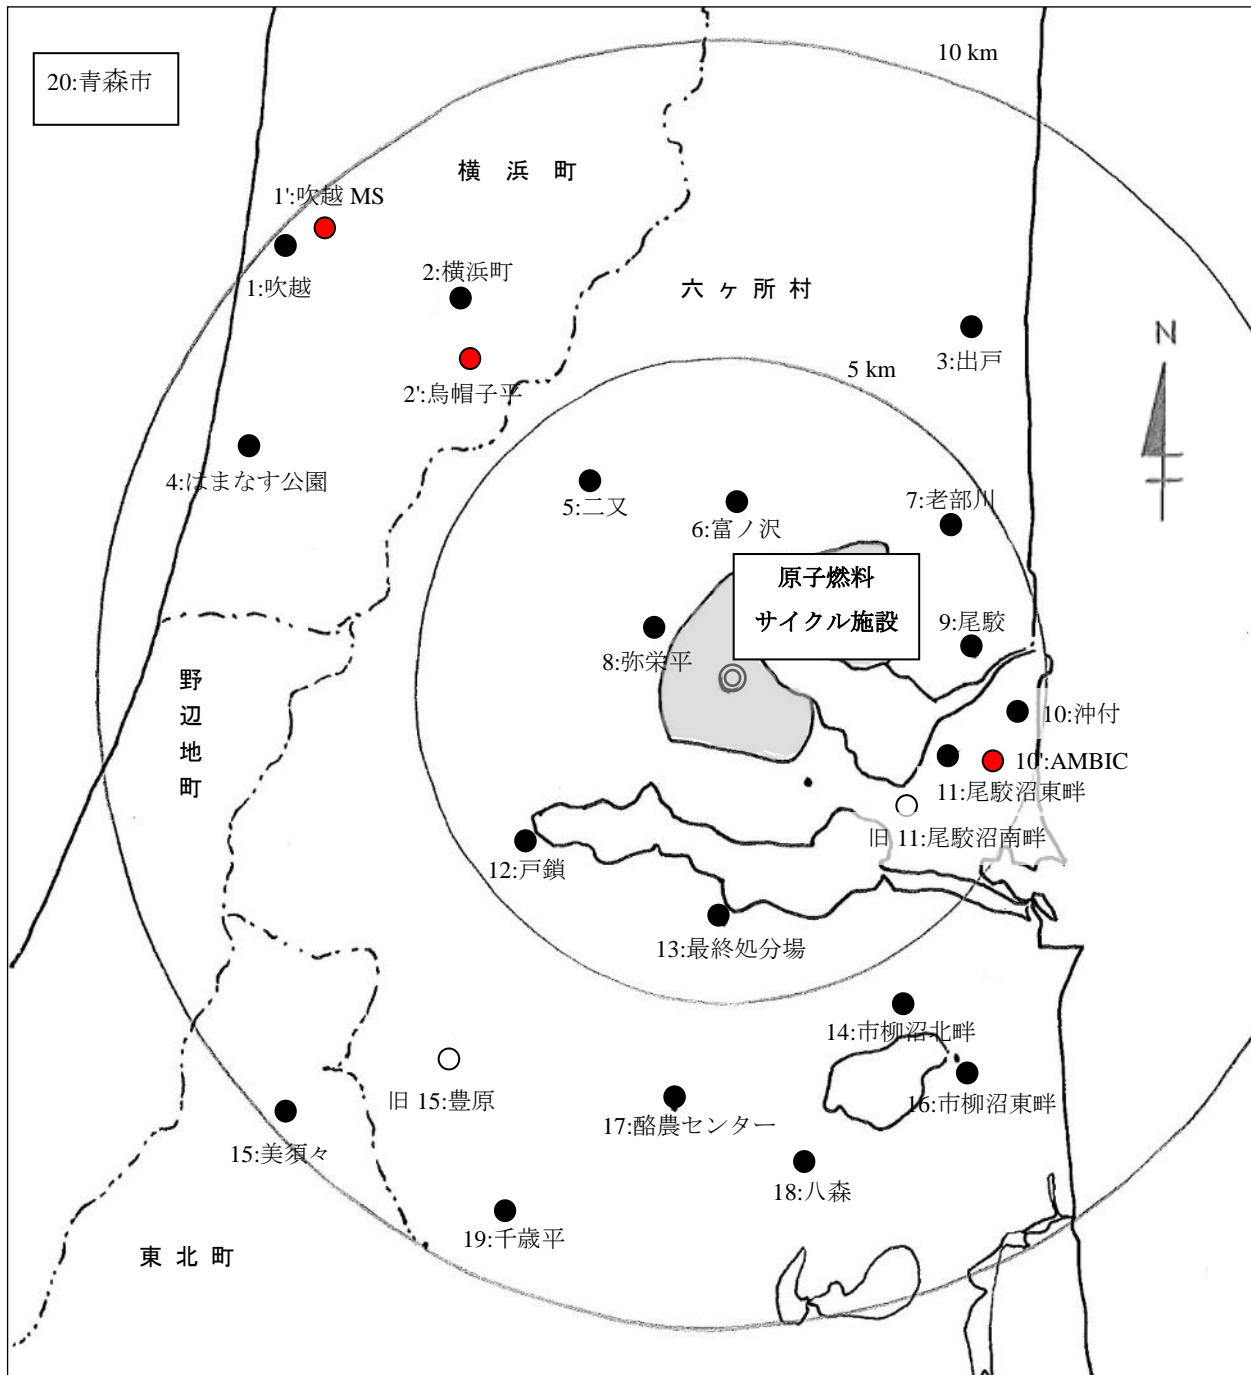 10 km
20:青森市
横浜町
1':吹越 MS
2:横浜町
1:吹越
六ヶ所村
N
3:出戸
5 km
2':烏帽子平
4:はまなす公園
5:二又
7:老部川
6:富ノ沢
原子燃料
サイクル施設
9:尾駮
8:弥栄平
野辺地町
10:沖付
10':AMBIC
11:尾駮沼東畔
旧 11:尾駮沼南畔
12:戸鎖
13:最終処分場
14:市柳沼北畔
旧 15:豊原
16:市柳沼東畔
17:酪農センター
15:美須々
18:八森
19:千歳平
東北町